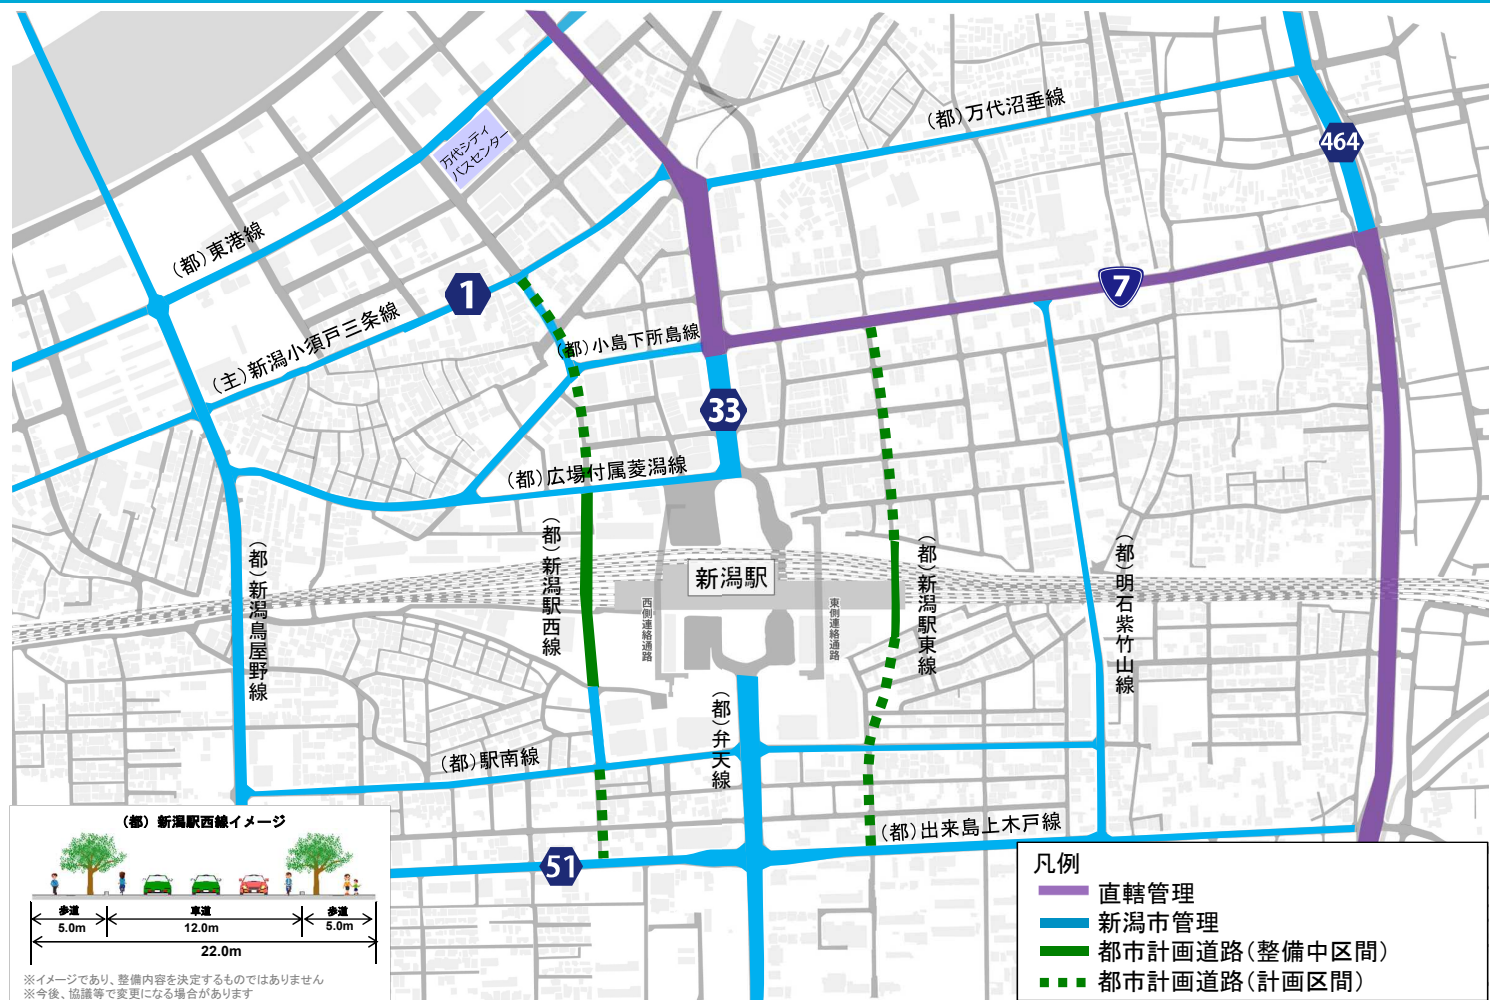 (都)万代沼垂線
464
万代シティ
バスセンター
(都)東港線
1
7
(主)新潟小須戸三条線
(都)小島下所島線
33
(都)広場付属菱潟線
(都)新潟駅西線
新潟駅
西側連絡通路
東側連絡通路
(都)新潟駅東線
(都)明石紫竹山線
(都)新潟鳥屋野線
(都)弁天線
(都)駅南線
(都)出来島上木戸線
51
(都)新潟駅西線イメージ
歩道
車道
歩道
5.0m
12.0m
5.0m
22.0m
※イメージであり、整備内容を決定するものではありません
※今後、協議等で変更になる場合があります
凡例
直轄管理
新潟市管理
都市計画道路(整備中区間)
都市計画道路(計画区間)